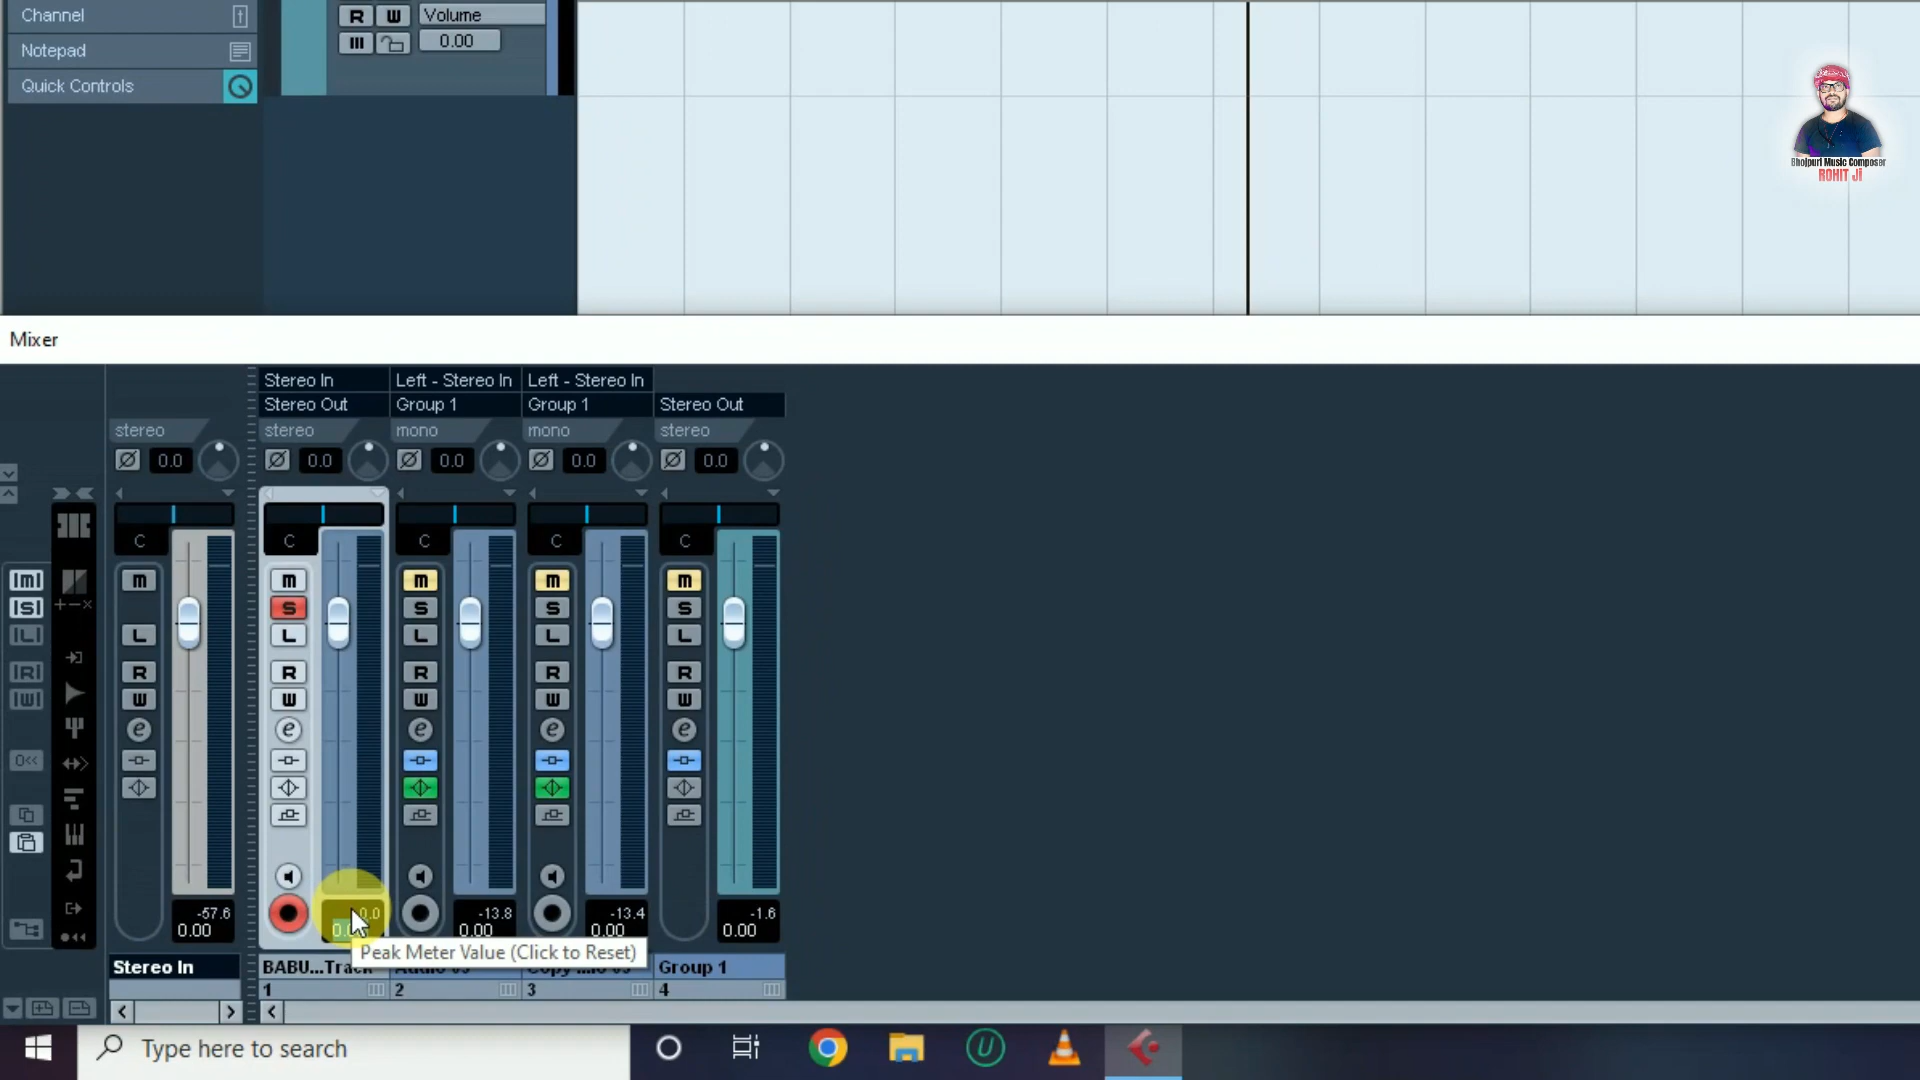 Channel
Notepad
Quick Controls
R W Volume
0.00
Bhojpuri Music Composer
ROHIT Ji
Mixer
Stereo In Left - Stereo In Left - Stereo In
Stereo Out Group 1 Group 1 Stereo Out
stereo stereo mono mono stereo
0.0 0.0 0.0 0.0 0.0
C C C C C
M m m m m m
S S S S S
L L L L L L
R R R R R R
W W W W W W
e e e e e
-57.6 0.0 -13.8 -13.4 -1.6
0.00 0.00 0.00 0.00
Peak Meter Value (Click to Reset)
Stereo In BABU...Track Group 1
1 2 3 4
Type here to search